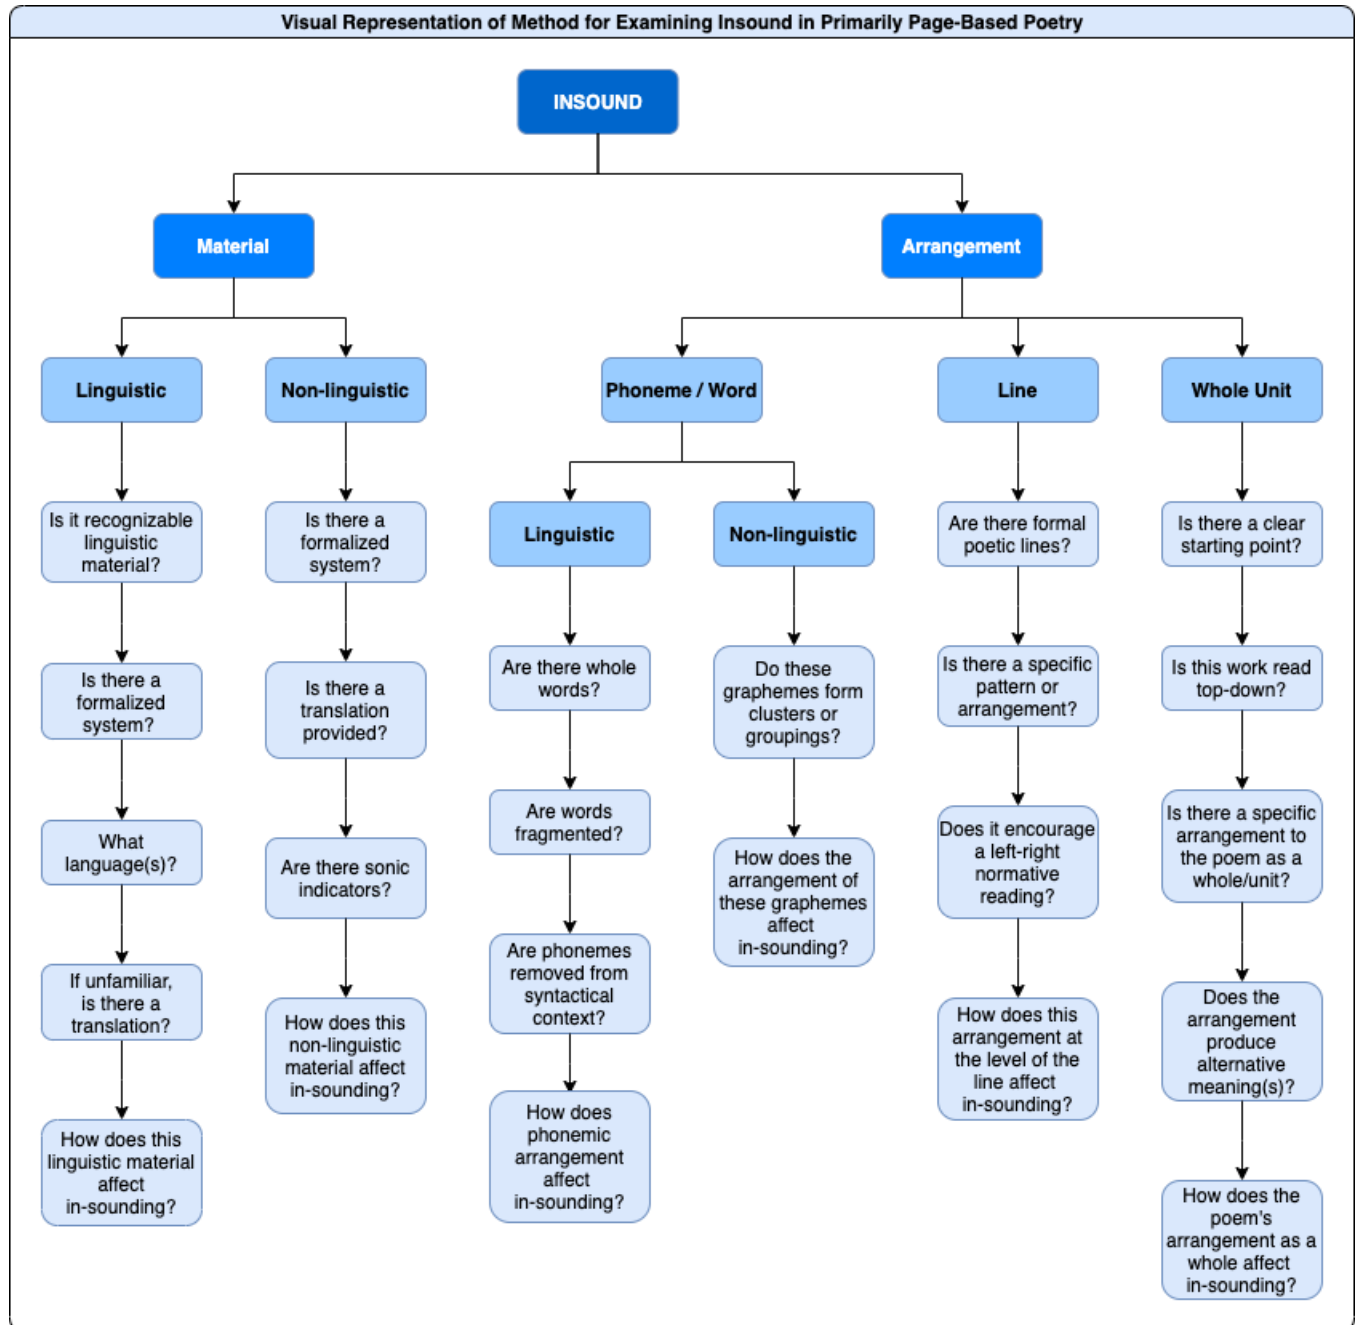 Visual Representation of Method for Examining Insound in Primarily Page-Based Poetry
INSOUND
Material
Arrangement
Linguistic
Non-linguistic
Phoneme / Word
Line
Whole Unit
Is it recognizable
linguistic
material?
Is there a
formalized
system?
What
language(s)?
If unfamiliar,
is there a
translation?
How does this
linguistic material
affect
in-sounding?
Is there a
formalized
system?
Is there a
translation
provided?
Are there sonic
indicators?
How does this
non-linguistic
material affect
in-sounding?
Linguistic
Non-linguistic
Are there whole
words?
Are words
fragmented?
Are phonemes
removed from
syntactical
context?
How does
phonemic
arrangement
affect
in-sounding?
Do these
graphemes form
clusters or
groupings?
How does the
arrangement of
these graphemes
affect
in-sounding?
Are there formal
poetic lines?
Is there a specific
pattern or
arrangement?
Does it encourage
a left-right
normative
reading?
How does this
arrangement at
the level of the
line affect
in-sounding?
Is there a clear
starting point?
Is this work read
top-down?
Is there a specific
arrangement to
the poem as a
whole/unit?
Does the
arrangement
produce
alternative
meaning(s)?
How does the
poem's
arrangement as a
whole affect
in-sounding?